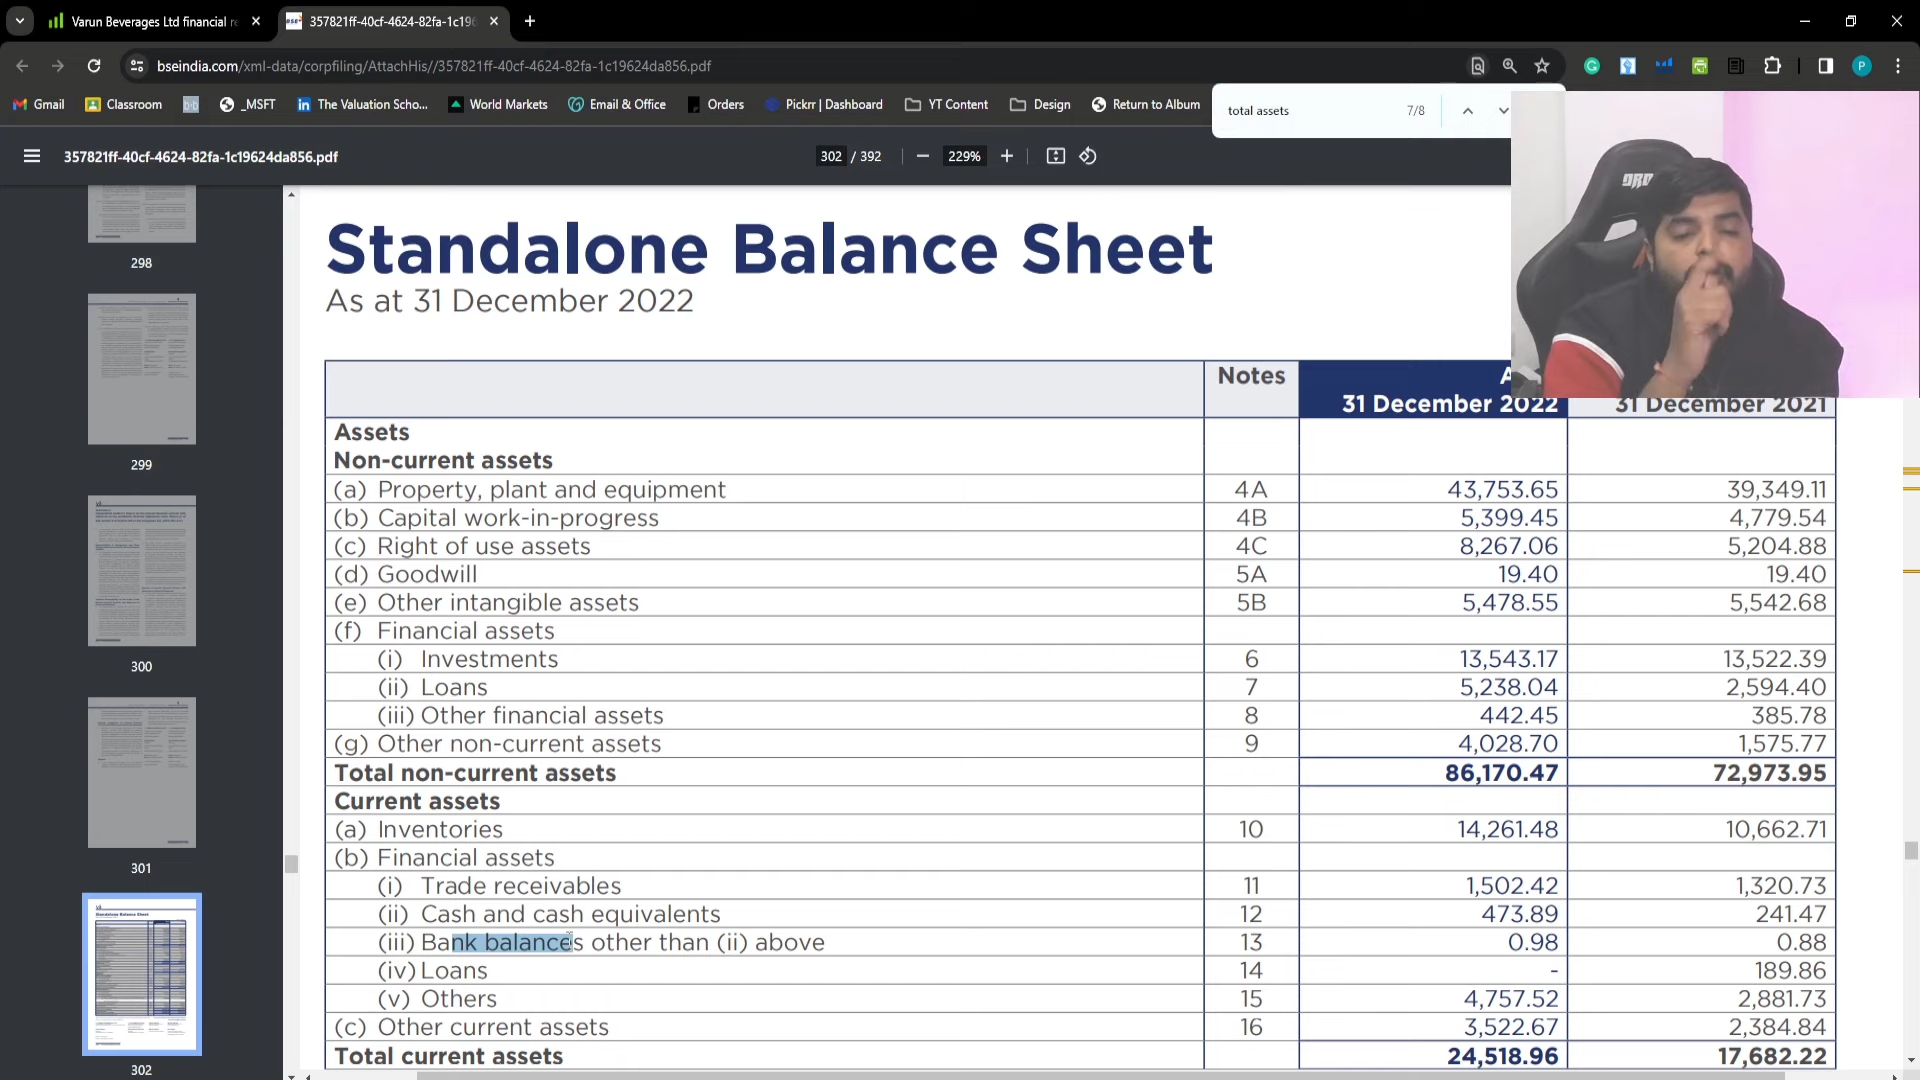 Varun Beverages Ltd financial re
357821ff-40cf-4624-82fa-1c196
bseindia.com/xml-data/corpfiling/AttachHis//357821ff-40cf-4624-82fa-1c19624da856.pdf
Gmail Classroom _MSFT The Valuation Scho... World Markets Email & Office Orders Pickrr | Dashboard YT Content Design Return to Album
total assets 7/8
357821ff-40cf-4624-82fa-1c19624da856.pdf 302 / 392 229%
298
299
300
301
302
Standalone Balance Sheet
As at 31 December 2022
Notes
31 December 2022 31 December 2021
Assets
Non-current assets
(a) Property, plant and equipment 4A 43,753.65 39,349.11
(b) Capital work-in-progress 4B 5,399.45 4,779.54
(c) Right of use assets 4C 8,267.06 5,204.88
(d) Goodwill 5A 19.40 19.40
(e) Other intangible assets 5B 5,478.55 5,542.68
(f) Financial assets
(i) Investments 6 13,543.17 13,522.39
(ii) Loans 7 5,238.04 2,594.40
(iii) Other financial assets 8 442.45 385.78
(g) Other non-current assets 9 4,028.70 1,575.77
Total non-current assets 86,170.47 72,973.95
Current assets
(a) Inventories 10 14,261.48 10,662.71
(b) Financial assets
(i) Trade receivables 11 1,502.42 1,320.73
(ii) Cash and cash equivalents 12 473.89 241.47
(iii) Bank balances other than (ii) above 13 0.98 0.88
(iv) Loans 14 - 189.86
(v) Others 15 4,757.52 2,881.73
(c) Other current assets 16 3,522.67 2,384.84
Total current assets 24,518.96 17,682.22